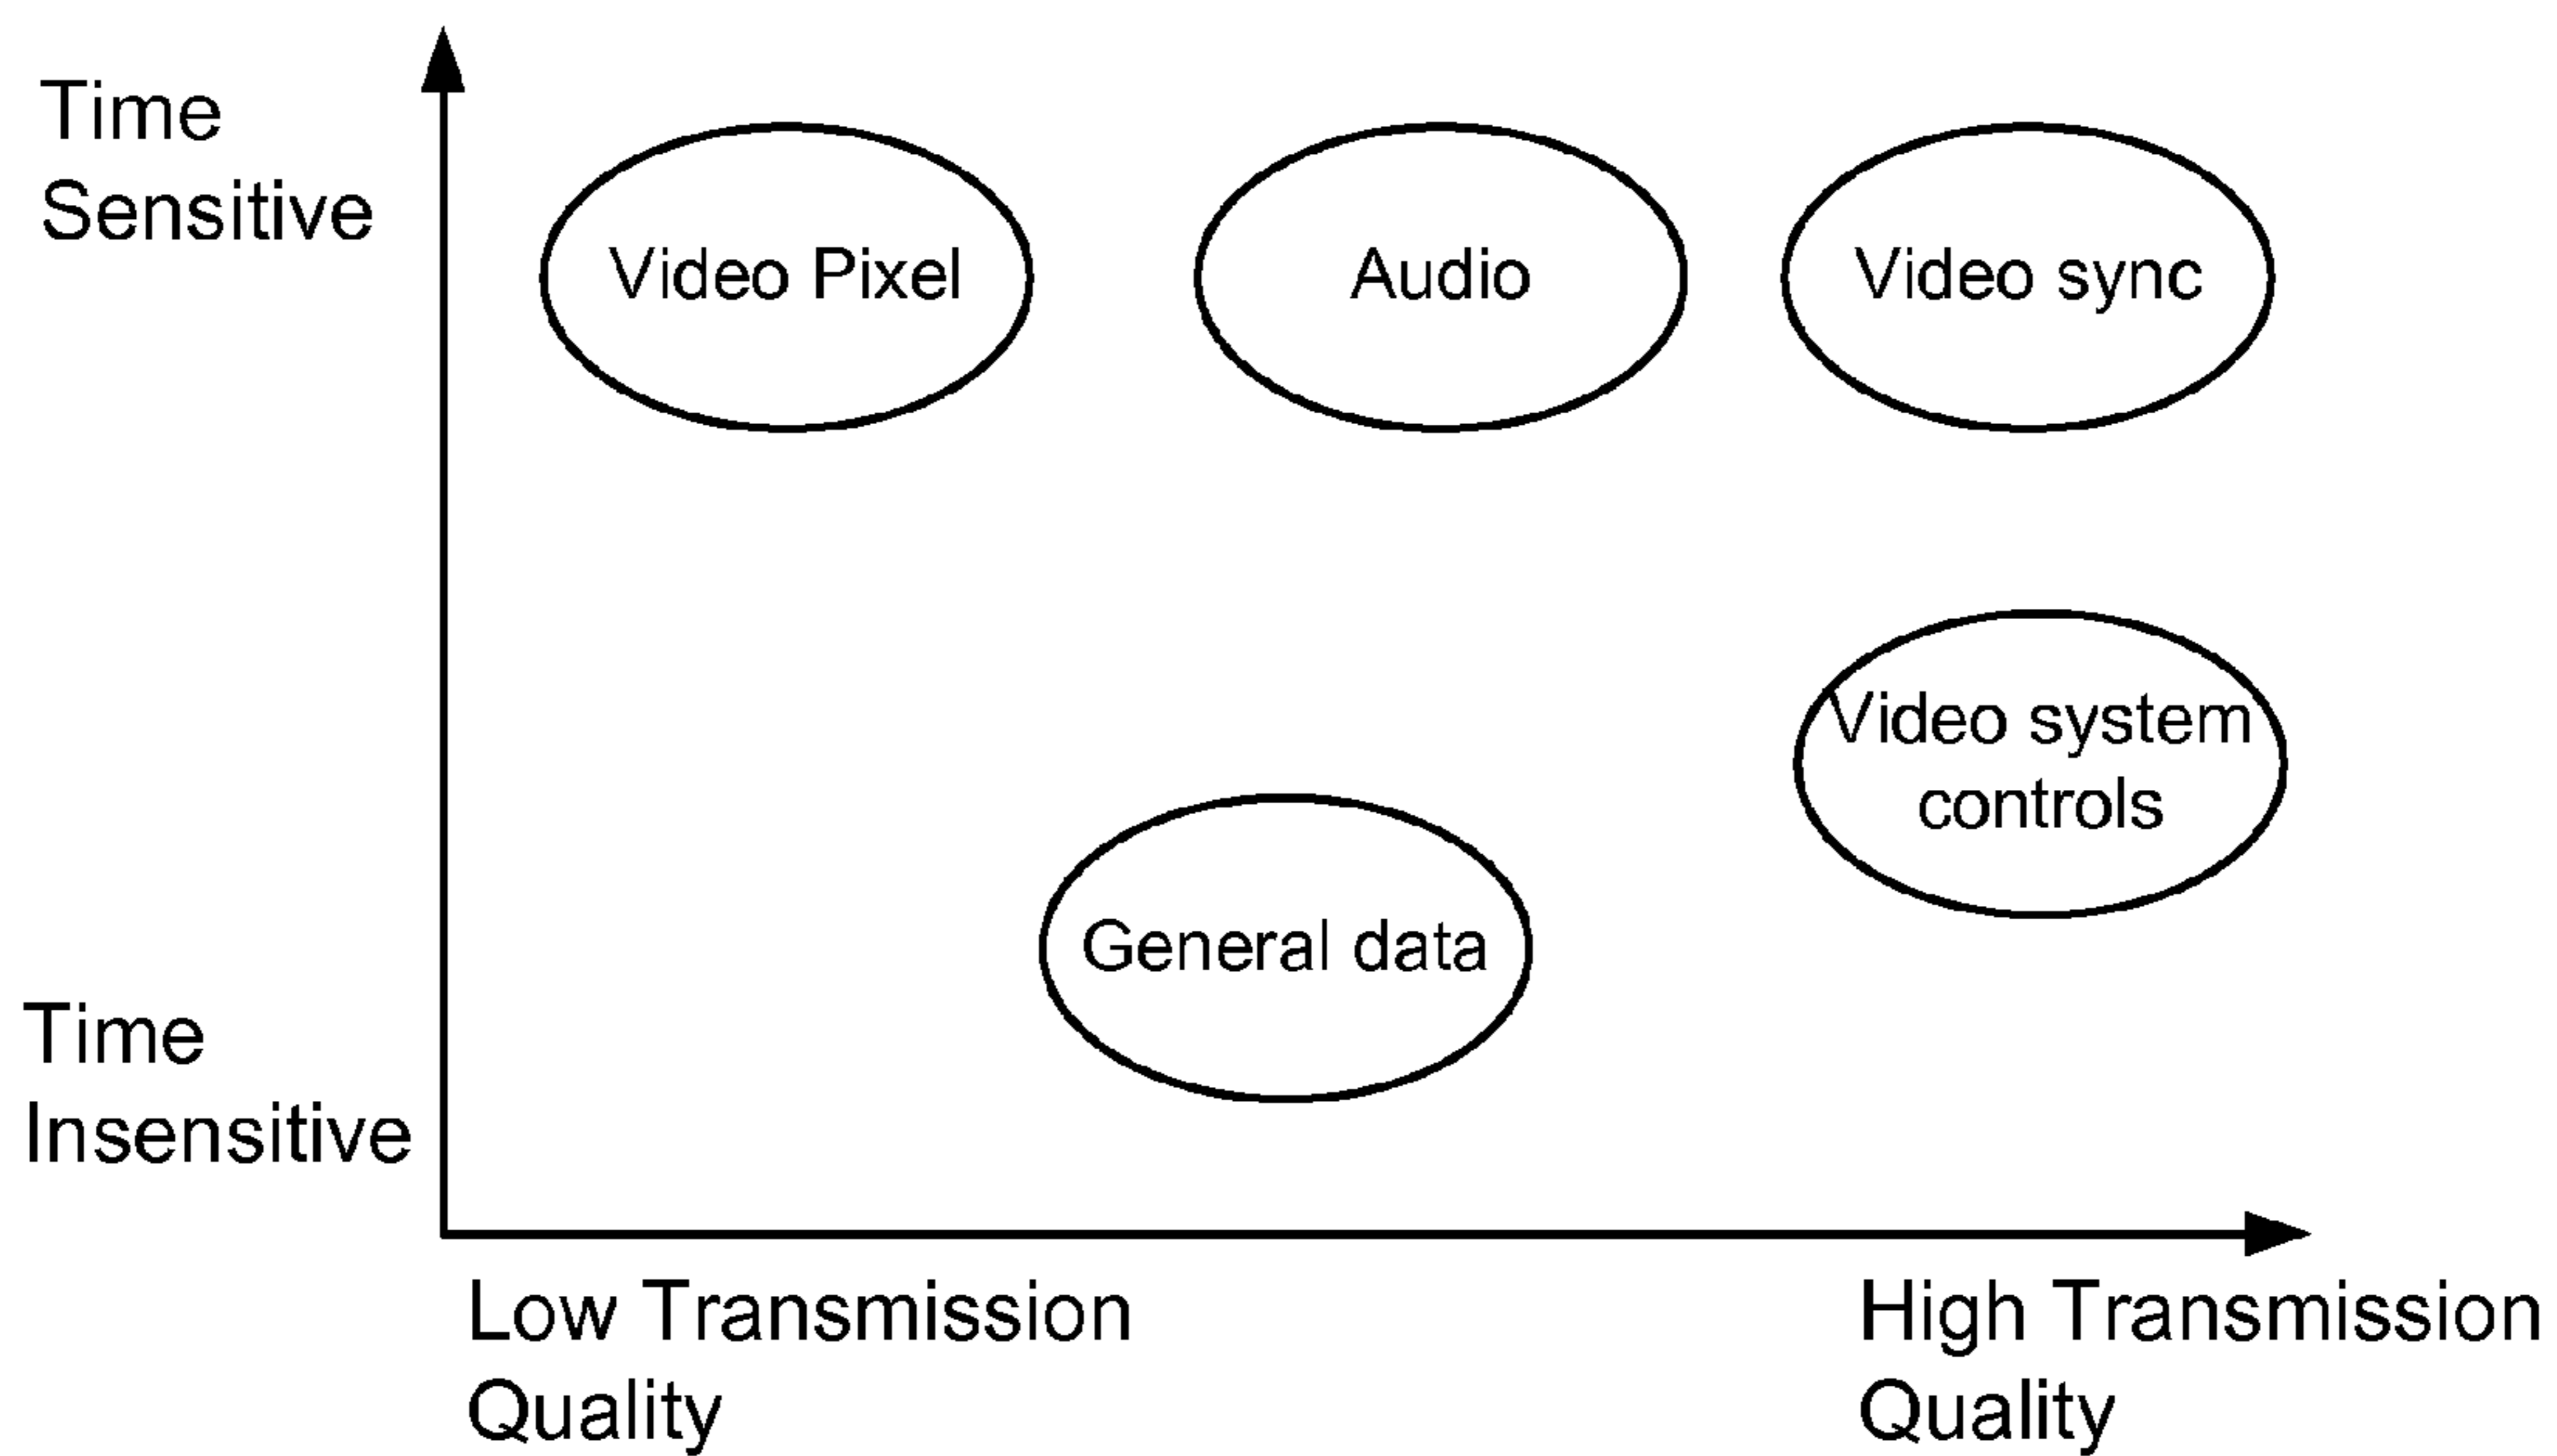 Time
Sensitive
Video Pixel
Audio
Video sync
Video system
controls
General data
Time
Insensitive
Low Transmission
Quality
High Transmission
Quality